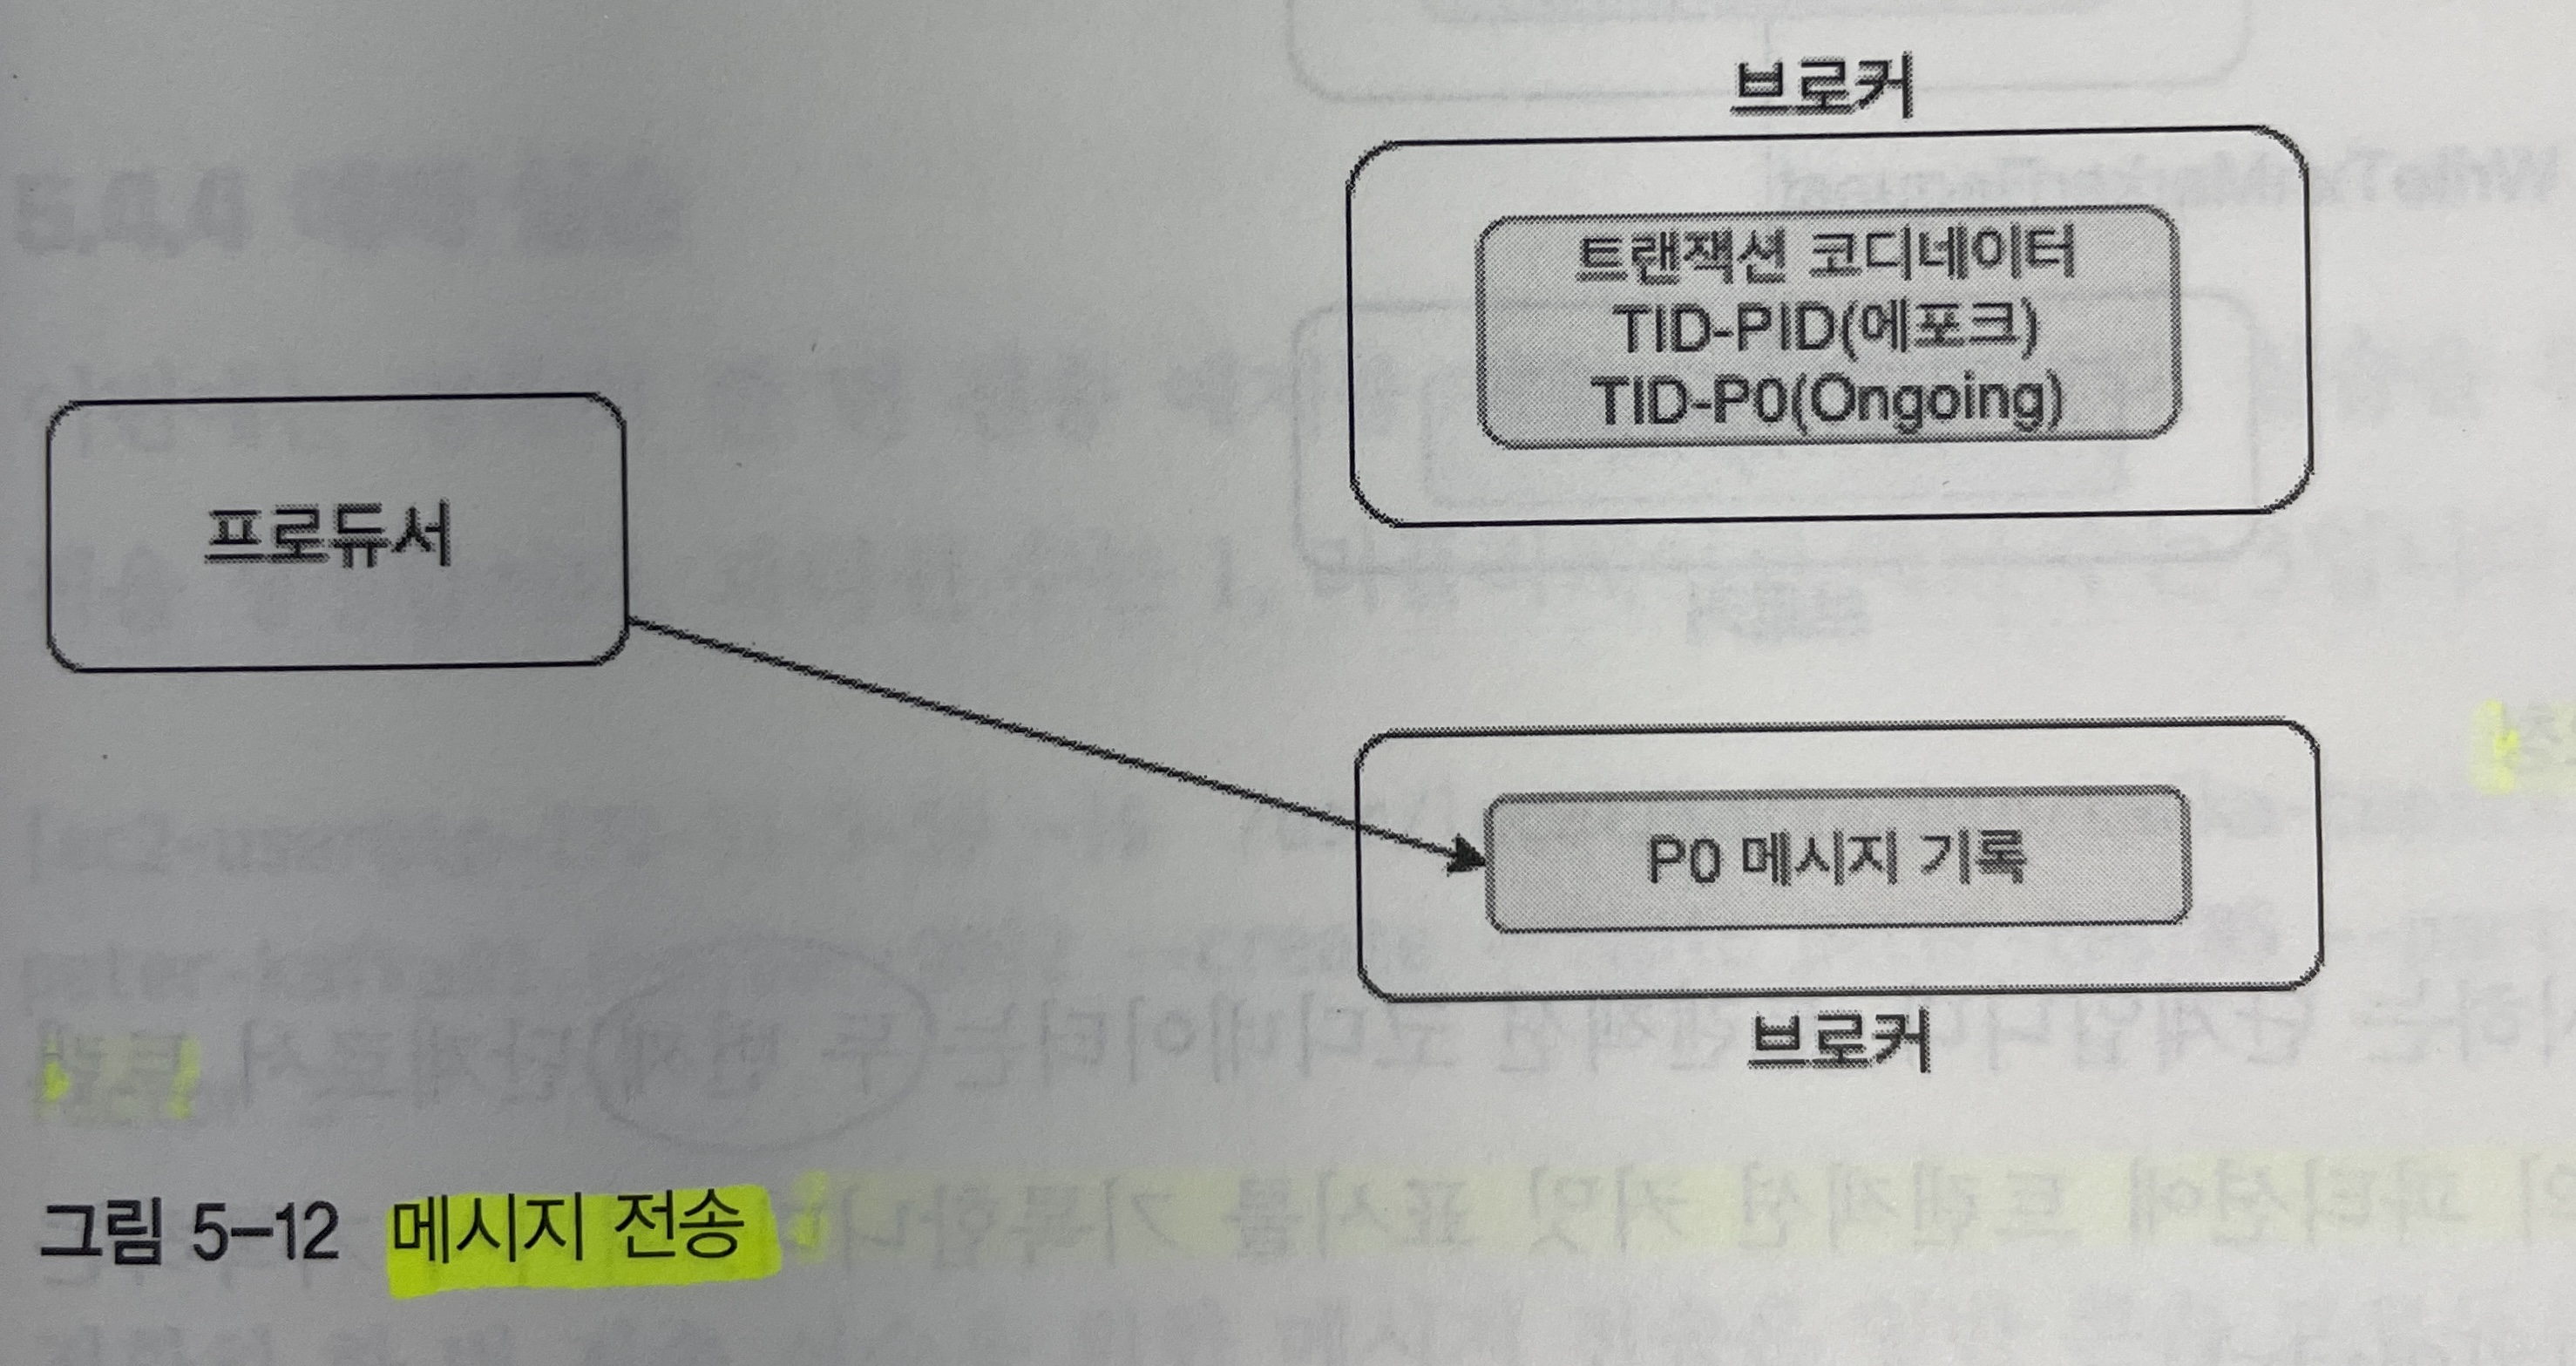 브로커
트랜잭션 코디네이터
TID-PID(에포크)
TID-P0(Ongoing)
프로듀서
P0 메시지 기록
브로커
그림 5-12 메시지 전송